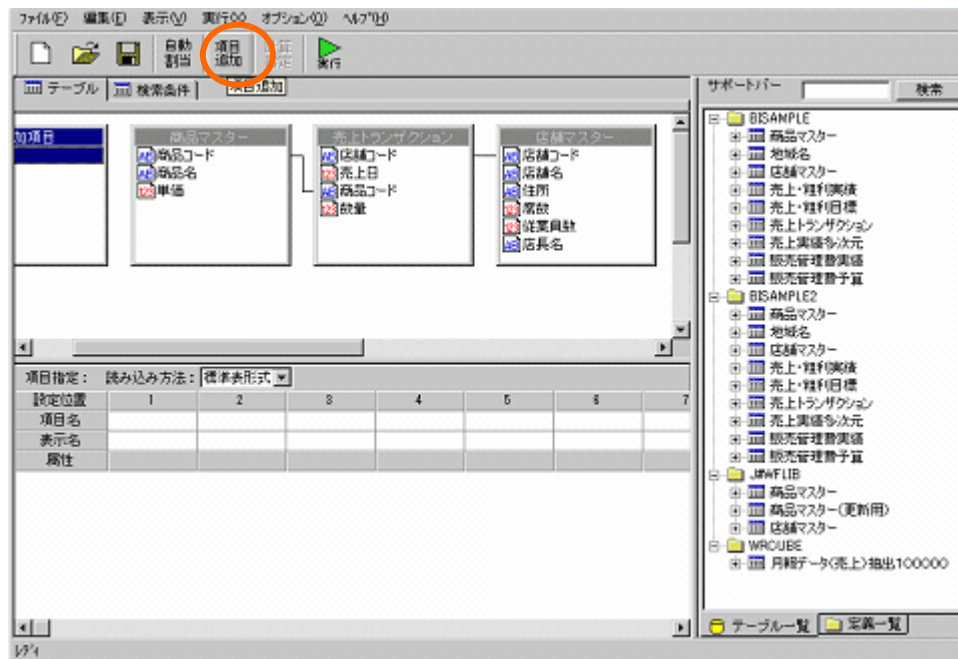 ファイル(F) 編集(E) 表示(V) 実行(X) オプション(O) ヘルプ(H)
自動割当 項目追加 実行
テーブル 検索条件 項目追加
サポートバー 検索
加項目
商品マスター
商品コード
商品名
単価
売上トランザクション
店舗コード
売上日
商品コード
数量
店舗マスター
店舗コード
店舗名
住所
席数
従業員数
店長名
項目指定: 読み込み方法: 標準表形式
設定位置 1 2 3 4 5 6 7
項目名
表示名
属性
BISAMPLE
商品マスター
地域名
店舗マスター
売上・粗利実績
売上・粗利目標
売上トランザクション
売上実績多次元
販売管理費実績
販売管理費予算
BISAMPLE2
商品マスター
地域名
店舗マスター
売上・粗利実績
売上・粗利目標
売上トランザクション
売上実績多次元
販売管理費実績
販売管理費予算
J#WFLIB
商品マスター
商品マスター(更新用)
店舗マスター
WRCUBE
月報データ(売上)抽出100000
テーブル一覧 定義一覧
レディ